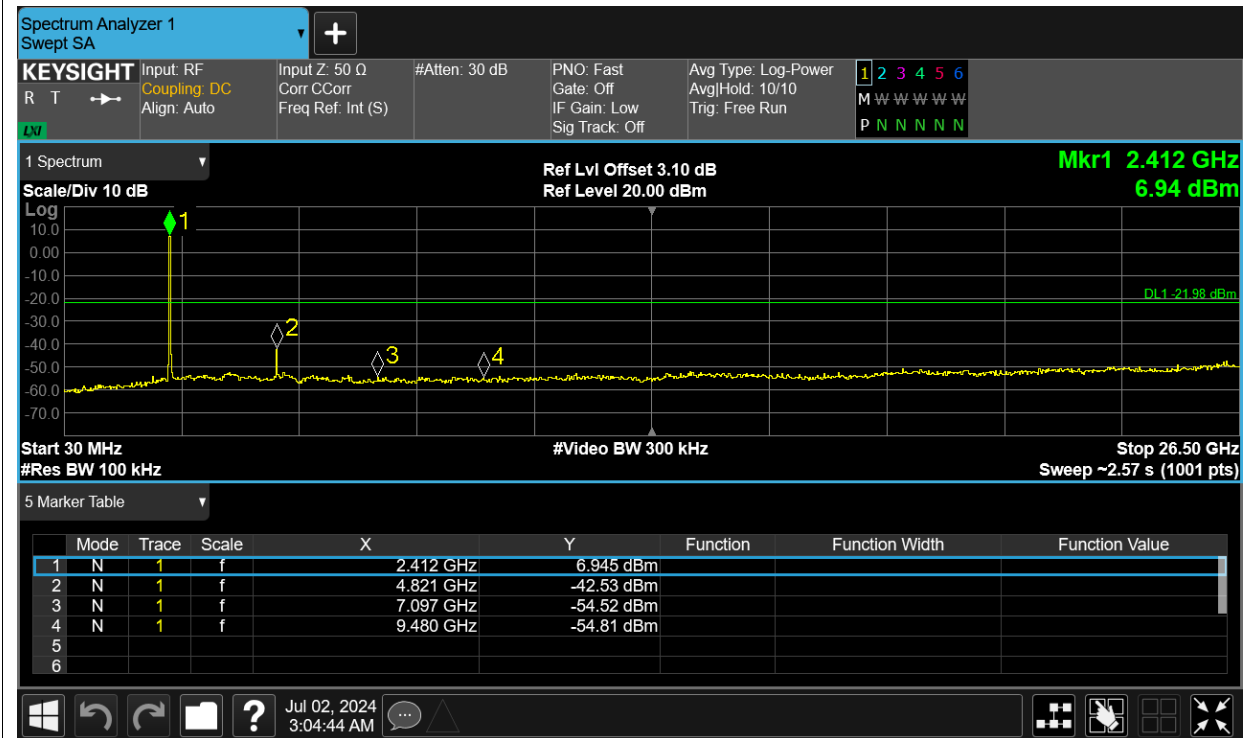 Spectrum Analyzer 1
Swept SA
KEYSIGHT
R T
LXI
Input: RF
Coupling: DC
Align: Auto
Input Z: 50 Ω
Corr CCorr
Freq Ref: Int (S)
#Atten: 30 dB
PNO: Fast
Gate: Off
IF Gain: Low
Sig Track: Off
Avg Type: Log-Power
Avg|Hold: 10/10
Trig: Free Run
1 2 3 4 5 6
M W W W W W
P N N N N N
1 Spectrum
Scale/Div 10 dB
Ref Lvl Offset 3.10 dB
Ref Level 20.00 dBm
Mkr1 2.412 GHz
6.94 dBm
Log
10.0
0.00
-10.0
-20.0
-30.0
-40.0
-50.0
-60.0
-70.0
1
2
3
4
DL1 -21.98 dBm
Start 30 MHz
#Res BW 100 kHz
#Video BW 300 kHz
Stop 26.50 GHz
Sweep ~2.57 s (1001 pts)
5 Marker Table
Mode Trace Scale X Y Function Function Width Function Value
1 N 1 f 2.412 GHz 6.945 dBm
2 N 1 f 4.821 GHz -42.53 dBm
3 N 1 f 7.097 GHz -54.52 dBm
4 N 1 f 9.480 GHz -54.81 dBm
5
6
?
Jul 02, 2024
3:04:44 AM